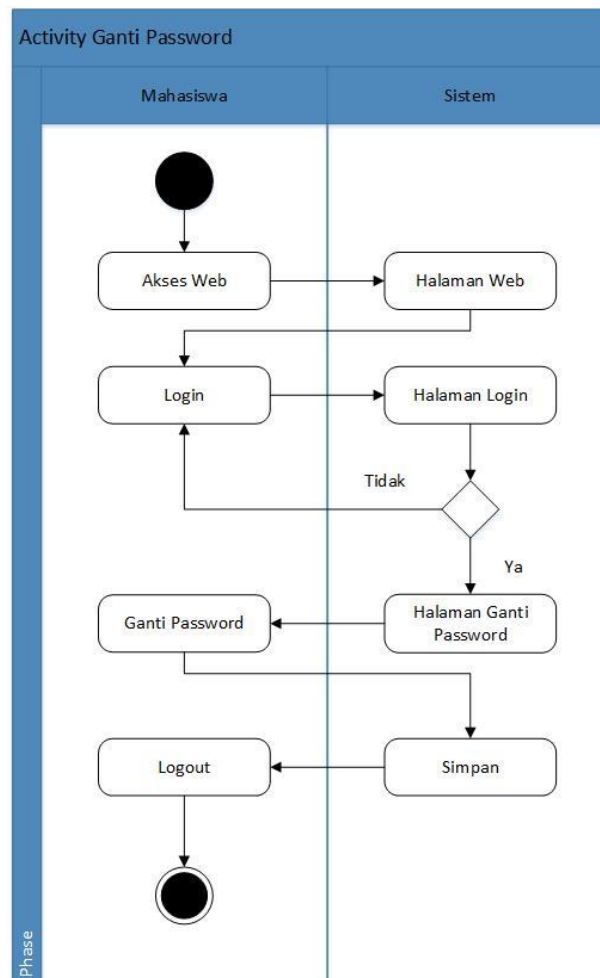 Activity Ganti Password
Mahasiswa
Sistem
Akses Web
Halaman Web
Login
Halaman Login
Tidak
Ya
Ganti Password
Halaman Ganti
Password
Logout
Simpan
Phase